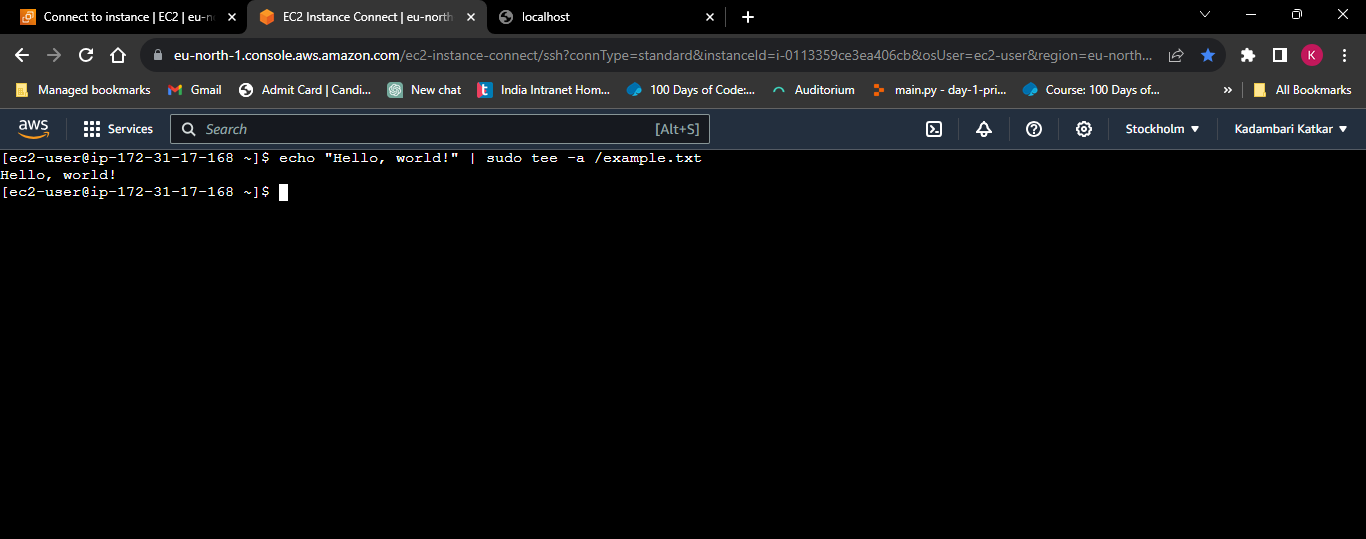 Connect to instance | EC2 | eu-n
EC2 Instance Connect | eu-north
localhost
eu-north-1.console.aws.amazon.com/ec2-instance-connect/ssh?connType=standard&instanceId=i-0113359ce3ea406cb&osUser=ec2-user&region=eu-north...
K
Managed bookmarks
Gmail
Admit Card | Candi...
New chat
t India Intranet Hom...
100 Days of Code:...
Auditorium
main.py - day-1-pri...
Course: 100 Days of...
»
All Bookmarks
aws
Services
Search
[Alt+S]
Stockholm
Kadambari Katkar
[ec2-user@ip-172-31-17-168 ~]$ echo "Hello, world!" | sudo tee -a /example.txt
Hello, world!
[ec2-user@ip-172-31-17-168 ~]$